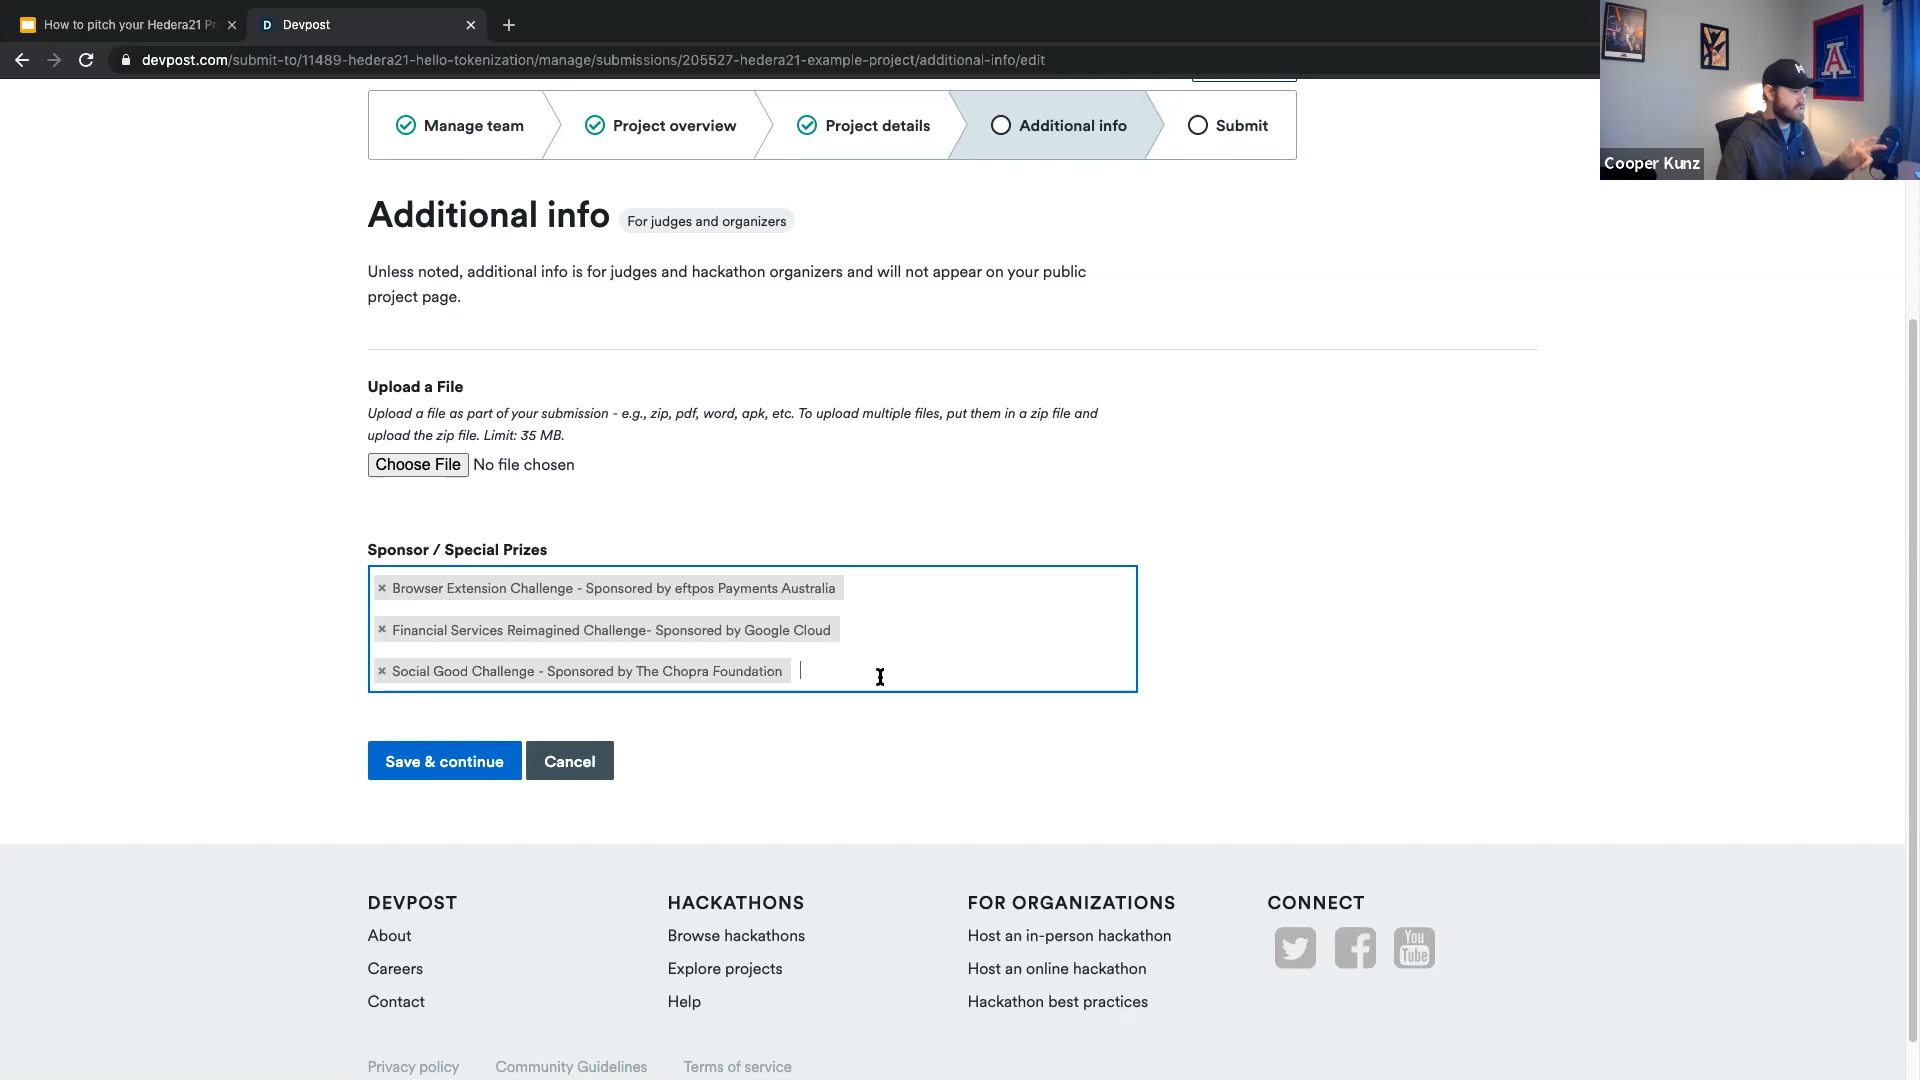 How to pitch your Hedera21 Pr
D Devpost
devpost.com/submit-to/11489-hedera21-hello-tokenization/manage/submissions/205527-hedera21-example-project/additional-info/edit
A
Cooper Kunz
Manage team
Project overview
Project details
Additional info
Submit
Additional info
For judges and organizers
Unless noted, additional info is for judges and hackathon organizers and will not appear on your public
project page.
Upload a File
Upload a file as part of your submission - e.g., zip, pdf, word, apk, etc. To upload multiple files, put them in a zip file and
upload the zip file. Limit: 35 MB.
Choose File No file chosen
Sponsor / Special Prizes
× Browser Extension Challenge - Sponsored by eftpos Payments Australia
× Financial Services Reimagined Challenge- Sponsored by Google Cloud
× Social Good Challenge - Sponsored by The Chopra Foundation
Save & continue
Cancel
DEVPOST
About
Careers
Contact
HACKATHONS
Browse hackathons
Explore projects
Help
FOR ORGANIZATIONS
Host an in-person hackathon
Host an online hackathon
Hackathon best practices
CONNECT
You
Tube
Privacy policy
Community Guidelines
Terms of service